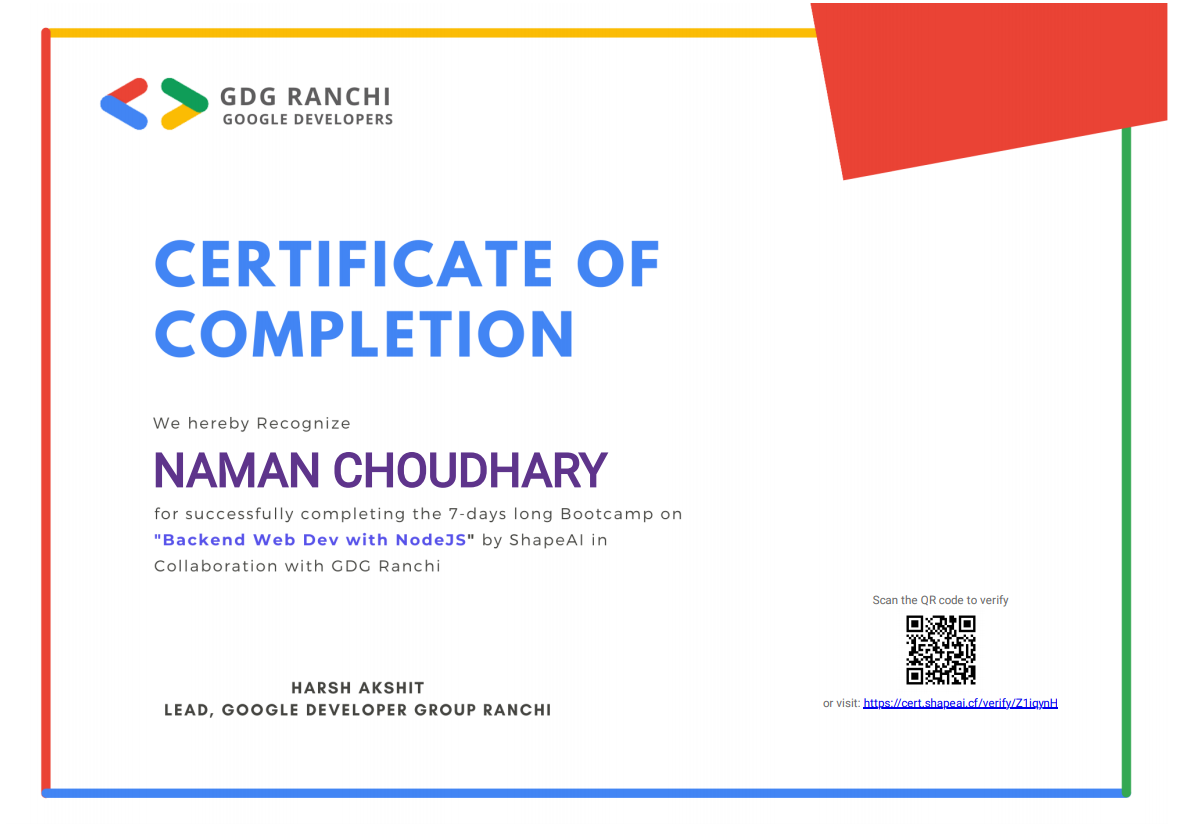 GDG RANCHI
GOOGLE DEVELOPERS
CERTIFICATE OF
COMPLETION
We hereby Recognize
NAMAN CHOUDHARY
for successfully completing the 7-days long Bootcamp on
"Backend Web Dev with NodeJS" by ShapeAI in
Collaboration with GDG Ranchi
Scan the QR code to verify
or visit: https://cert.shapeai.cf/verify/Z1iqynH
HARSH AKSHIT
LEAD, GOOGLE DEVELOPER GROUP RANCHI